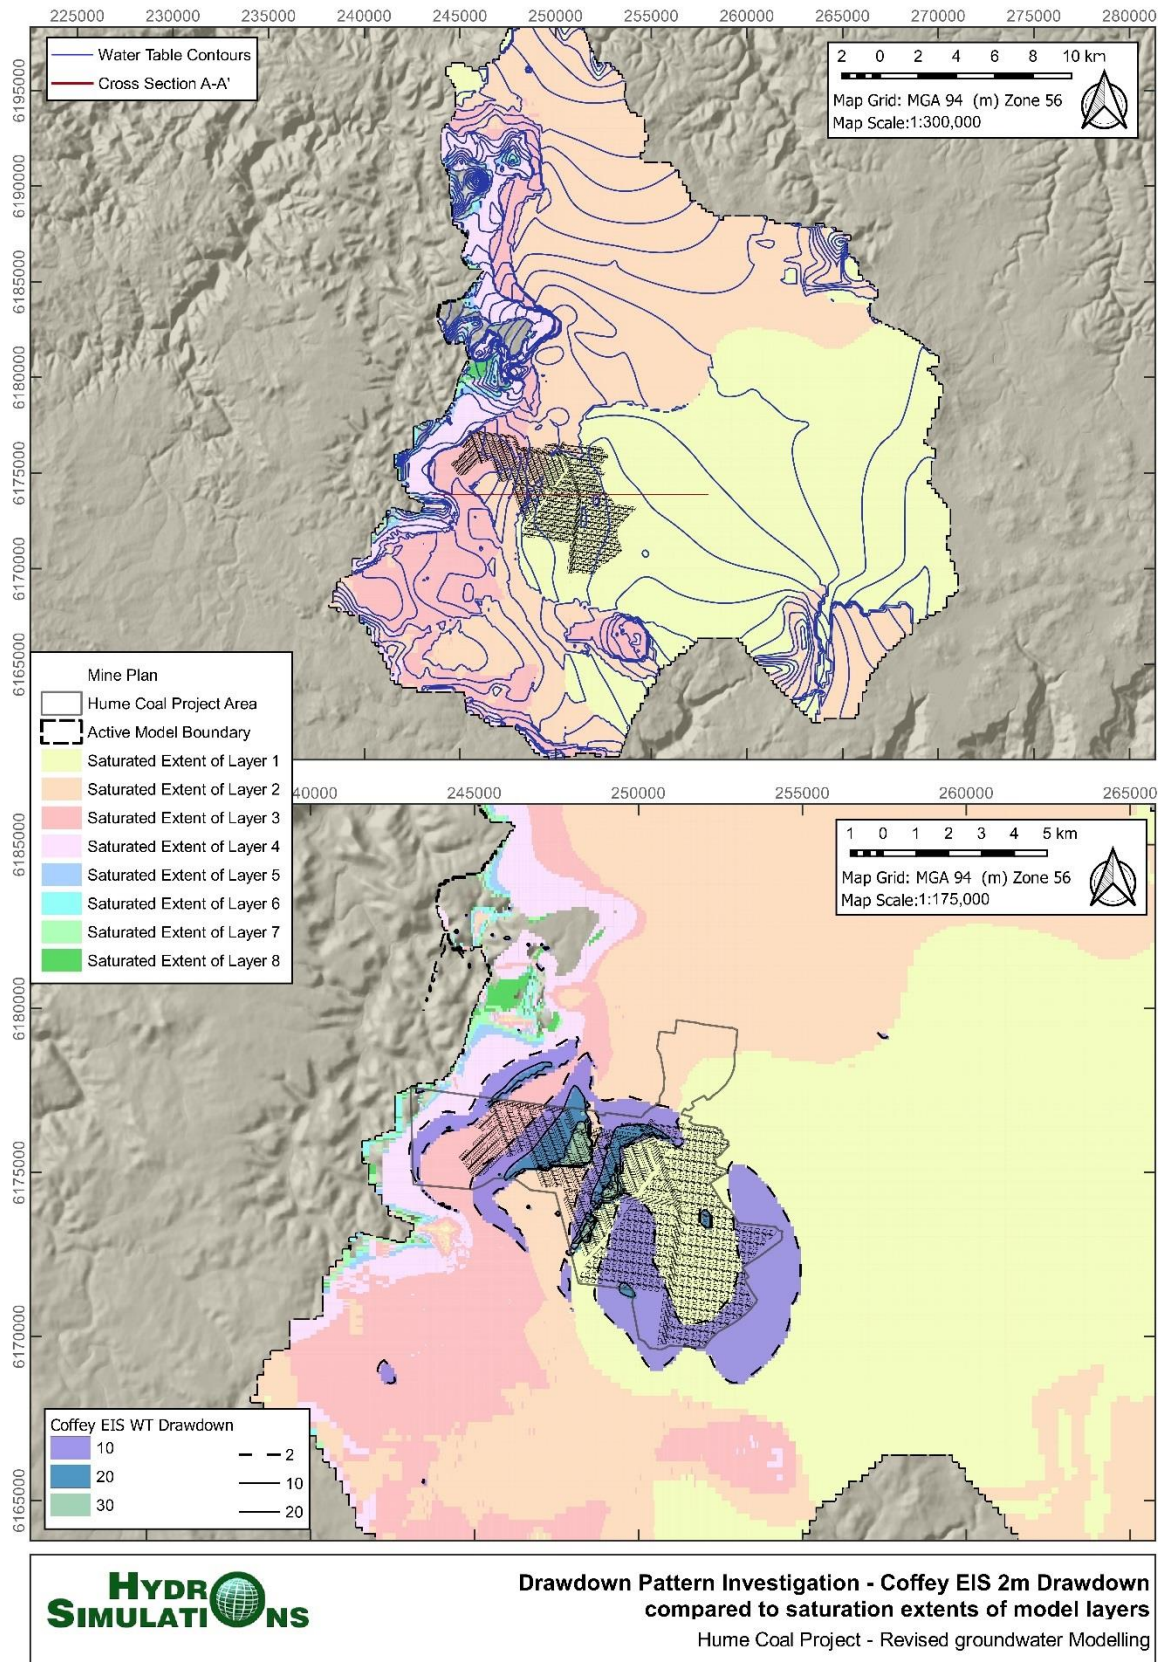 225000 230000 235000 240000 245000 250000 255000 260000 265000 270000 275000 280000
Water Table Contours
Cross Section A-A'
2 0 2 4 6 8 10 km
Map Grid: MGA 94 (m) Zone 56
Map Scale:1:300,000
6195000
6190000
6185000
6180000
6175000
6170000
6165000
Mine Plan
Hume Coal Project Area
Active Model Boundary
Saturated Extent of Layer 1
Saturated Extent of Layer 2
Saturated Extent of Layer 3
Saturated Extent of Layer 4
Saturated Extent of Layer 5
Saturated Extent of Layer 6
Saturated Extent of Layer 7
Saturated Extent of Layer 8
40000 245000 250000 255000 260000 265000
1 0 1 2 3 4 5 km
Map Grid: MGA 94 (m) Zone 56
Map Scale:1:175,000
6185000
6180000
6175000
6170000
6165000
Coffey EIS WT Drawdown
10 2
20 10
30 20
HYDRO
SIMULATIONS
Drawdown Pattern Investigation - Coffey EIS 2m Drawdown
compared to saturation extents of model layers
Hume Coal Project - Revised groundwater Modelling